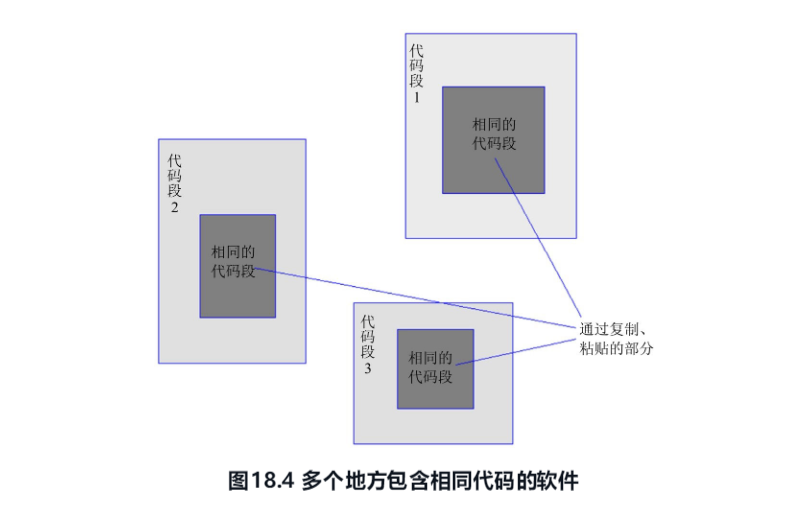 代码段1
相同的
代码段
代码段2
相同的
代码段
代码段3
相同的
代码段
通过复制、
粘贴的部分
图18.4 多个地方包含相同代码的软件